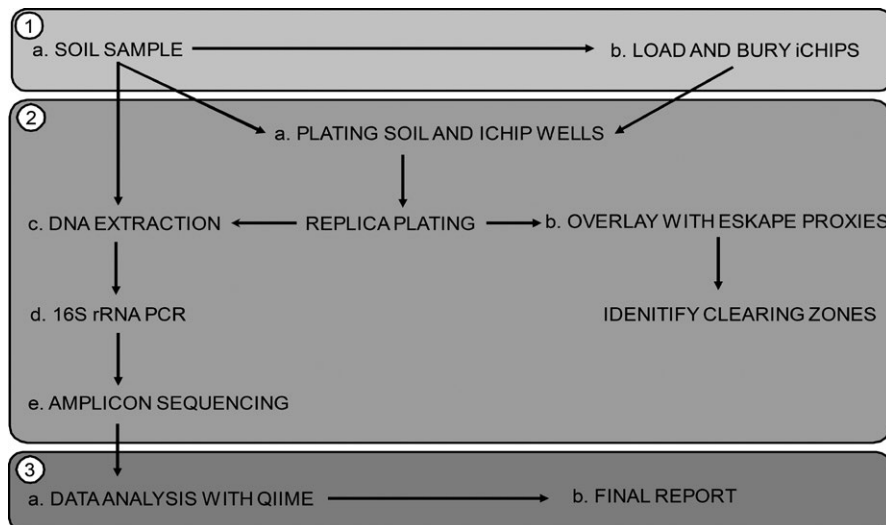 1
a. SOIL SAMPLE
b. LOAD AND BURY iCHIPS
2
a. PLATING SOIL AND ICHIP WELLS
c. DNA EXTRACTION
REPLICA PLATING
b. OVERLAY WITH ESKAPE PROXIES
d. 16S rRNA PCR
IDENITIFY CLEARING ZONES
e. AMPLICON SEQUENCING
3
a. DATA ANALYSIS WITH QIIME
b. FINAL REPORT